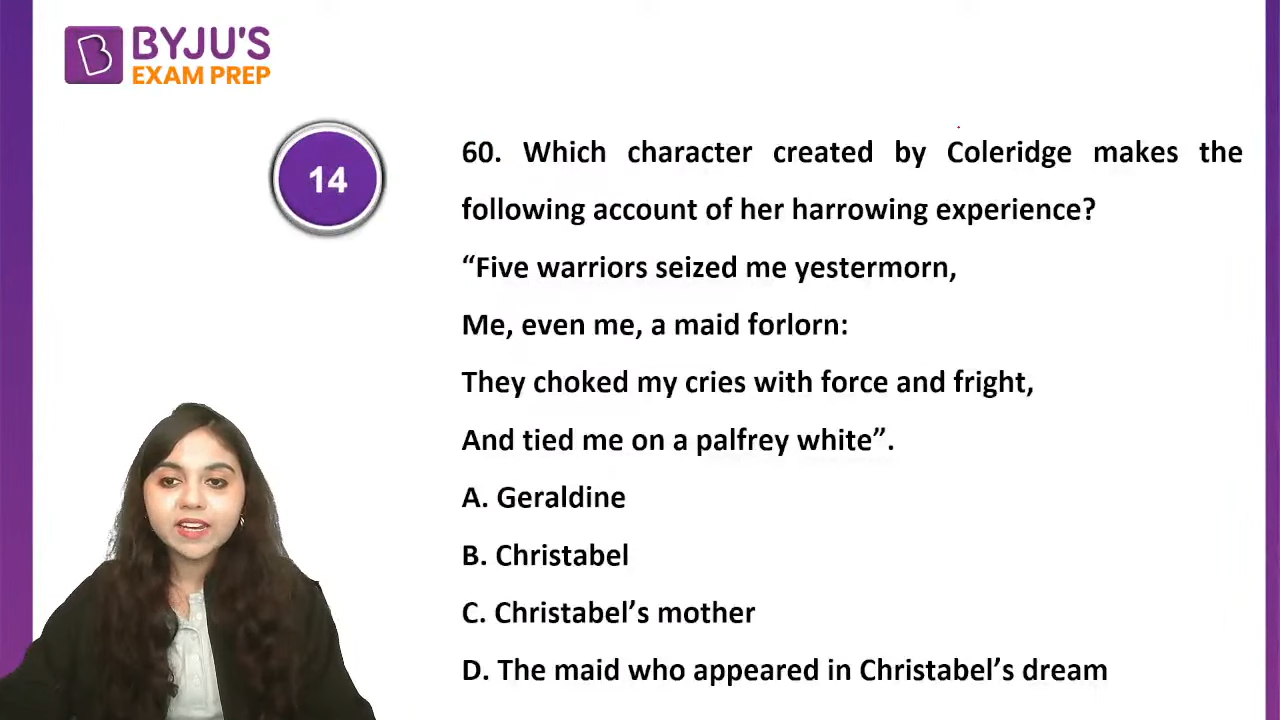 BYJU'S
EXAM PREP
14
60. Which character created by Coleridge makes the
following account of her harrowing experience?
“Five warriors seized me yestermorn,
Me, even me, a maid forlorn:
They choked my cries with force and fright,
And tied me on a palfrey white”.
A. Geraldine
B. Christabel
C. Christabel’s mother
D. The maid who appeared in Christabel’s dream